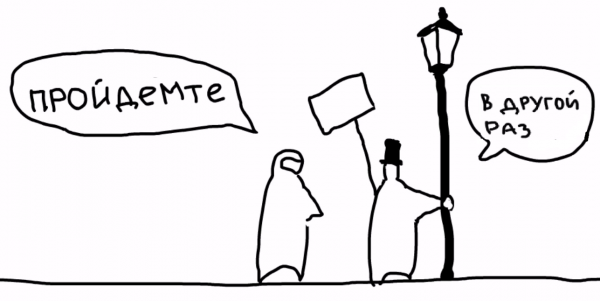 пройдемте
в другой
раз